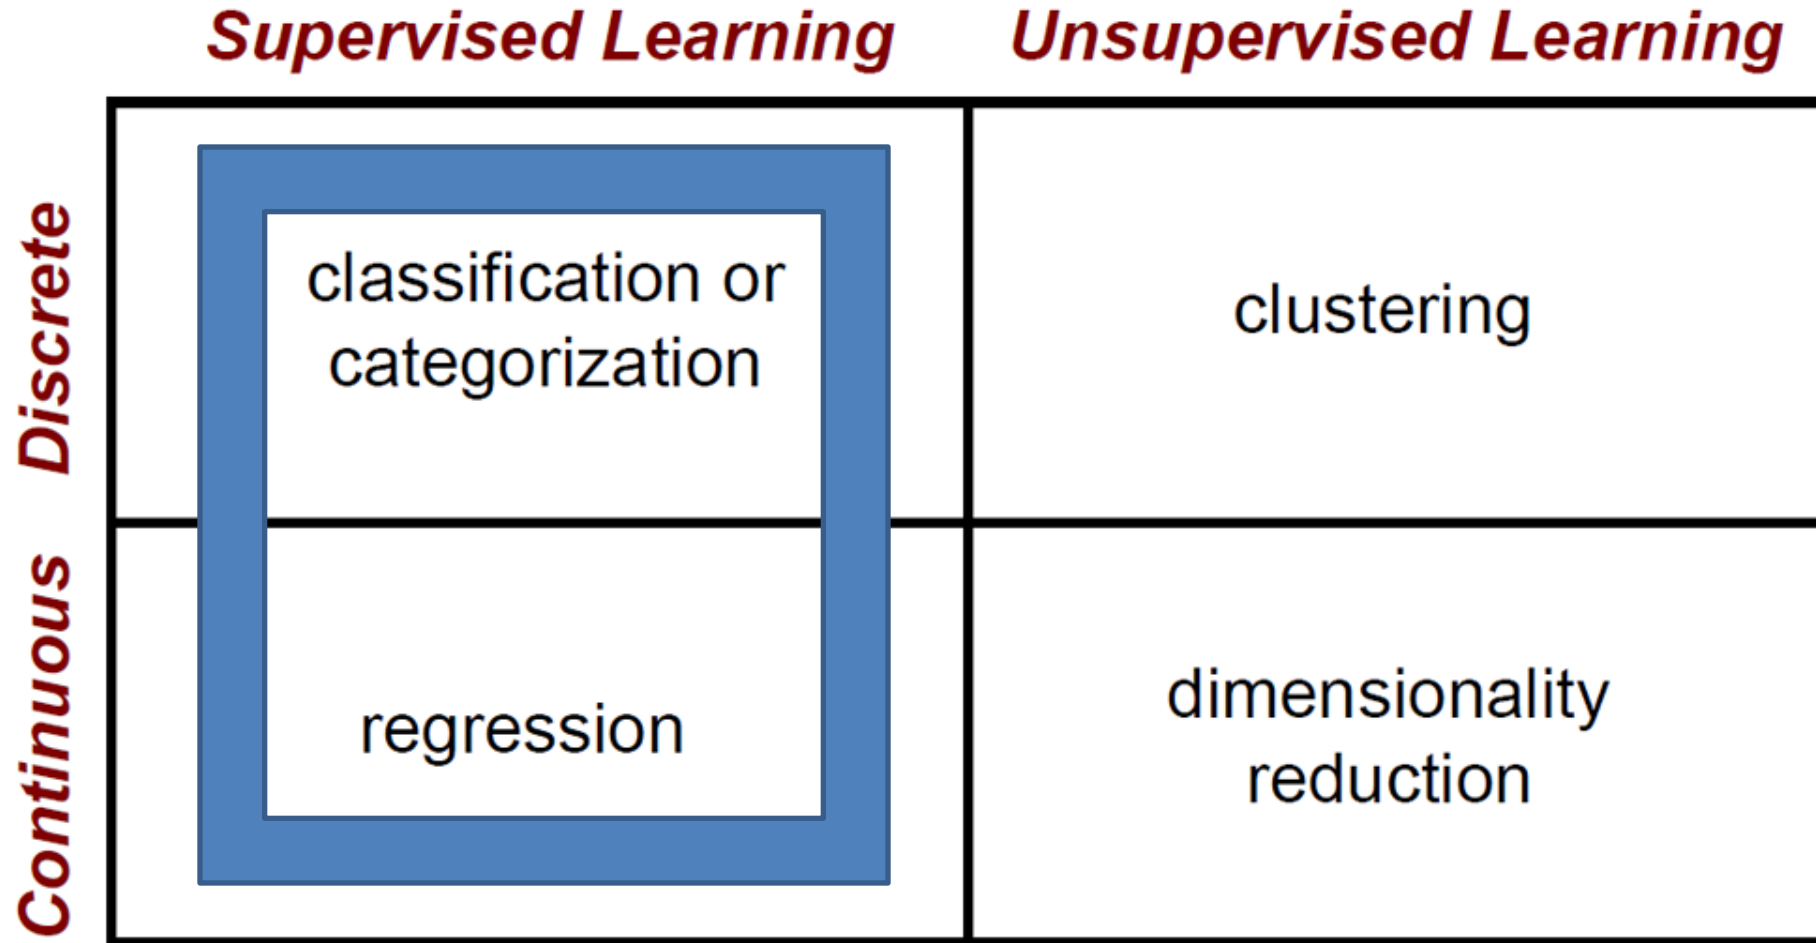 Supervised Learning
Unsupervised Learning
Discrete
classification or
categorization
clustering
Continuous
regression
dimensionality
reduction